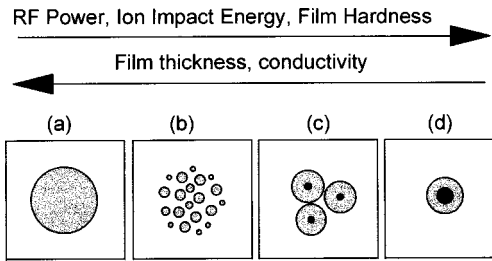 RF Power, Ion Impact Energy, Film Hardness
Film thickness, conductivity
(a) (b) (c) (d)